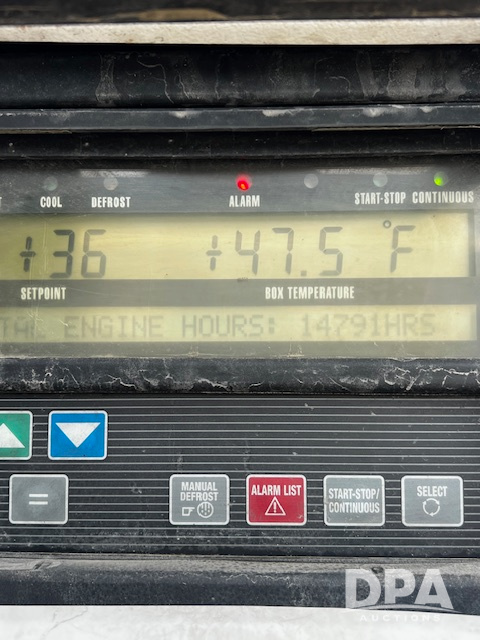 COOL DEFROST ALARM START-STOP CONTINUOUS
+36 +47.5 °F
SETPOINT BOX TEMPERATURE
TAL ENGINE HOURS: 14791HRS
=
MANUAL
DEFROST
ALARM LIST
START-STOP/
CONTINUOUS
SELECT
DPA
AUCTIONS